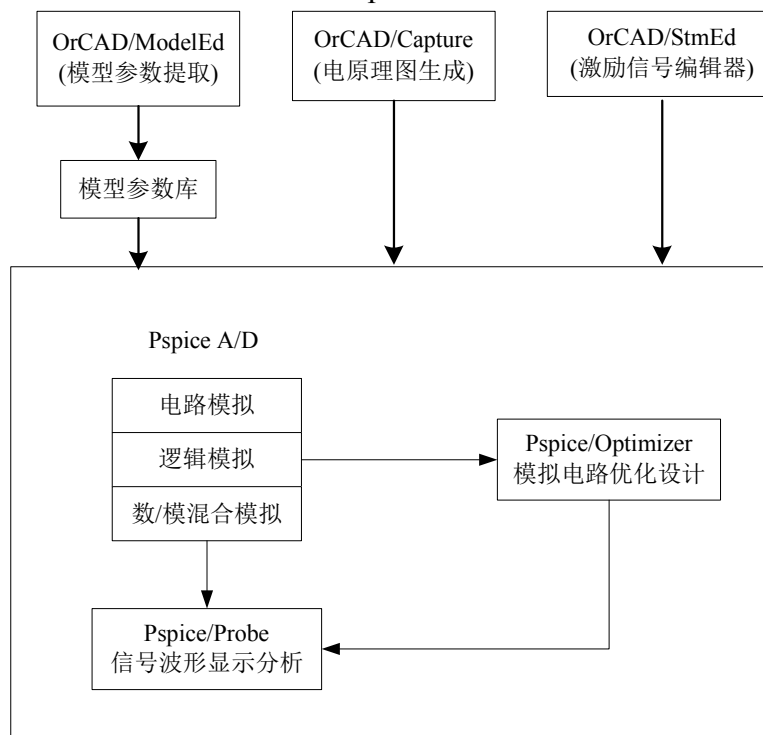 OrCAD/ModelEd
(模型参数提取)
OrCAD/Capture
(电原理图生成)
OrCAD/StmEd
(激励信号编辑器)
模型参数库
Pspice A/D
电路模拟
逻辑模拟
数/模混合模拟
Pspice/Optimizer
模拟电路优化设计
Pspice/Probe
信号波形显示分析